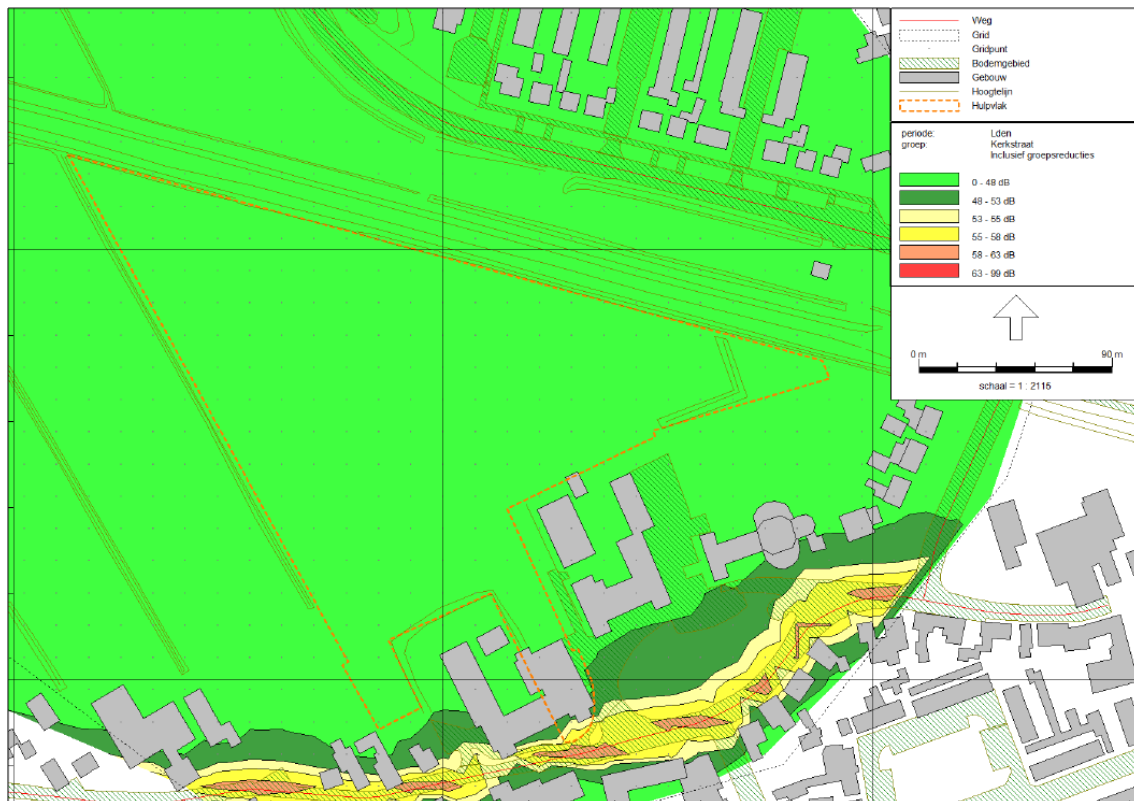 Weg
Grid
Gridpunt
Bodemgebied
Gebouw
Hoogtelijn
Hulpvlak
periode: Lden
groep: Kerkstraat
Inclusief groepsreducties
0 - 48 dB
48 - 53 dB
53 - 55 dB
55 - 58 dB
58 - 63 dB
63 - 99 dB
0 m 90 m
schaal = 1 : 2115